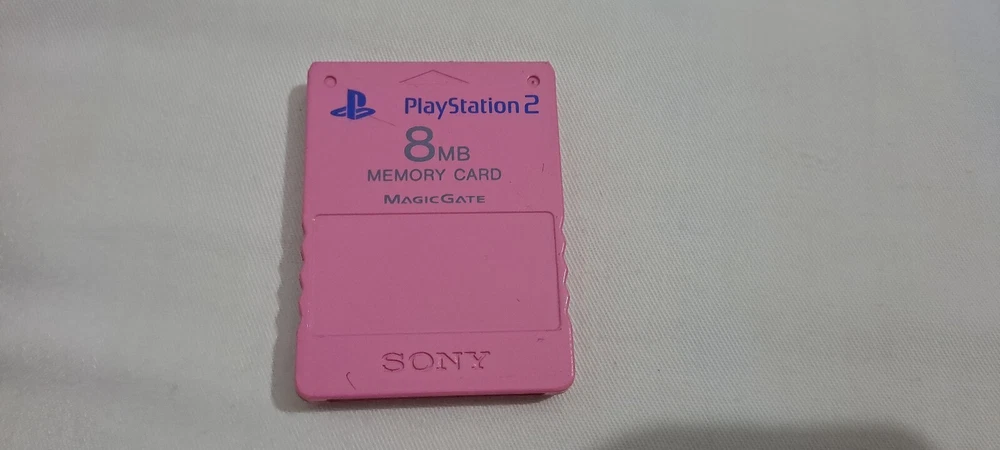 PlayStation 2
8MB
MEMORY CARD
MAGICGATE
SONY